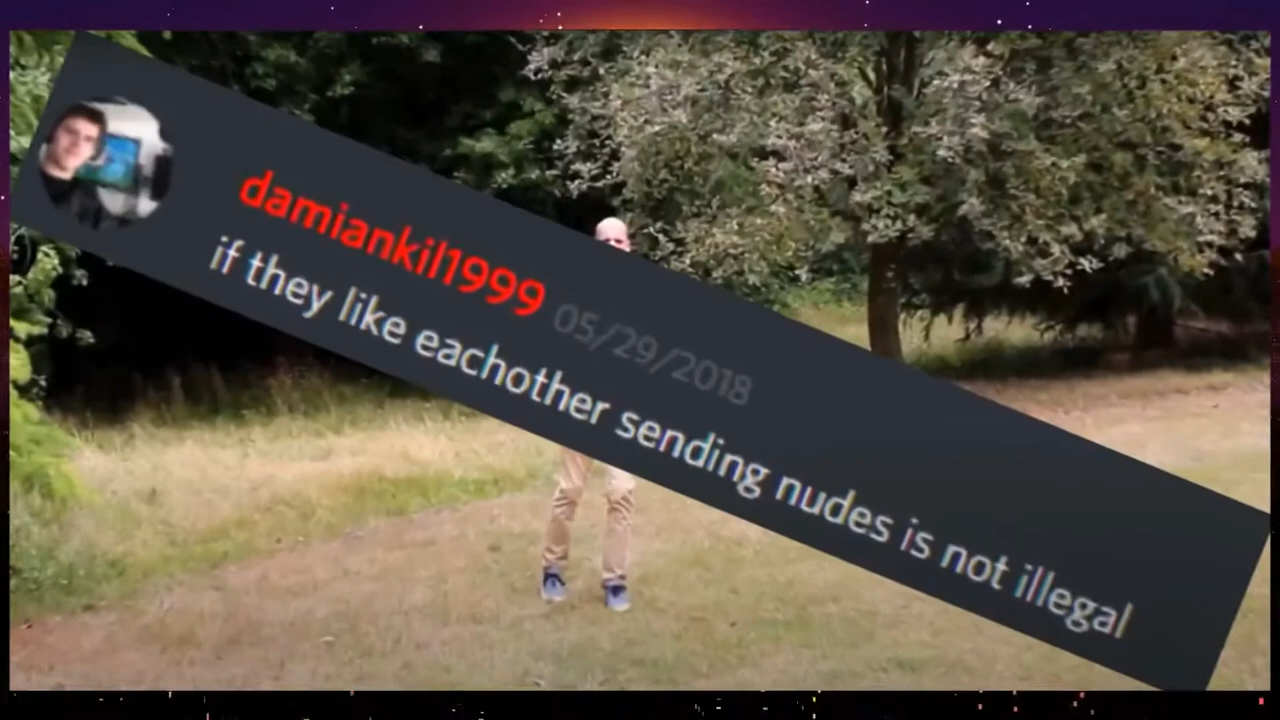 damiankil1999 05/29/2018
if they like eachother sending nudes is not illegal